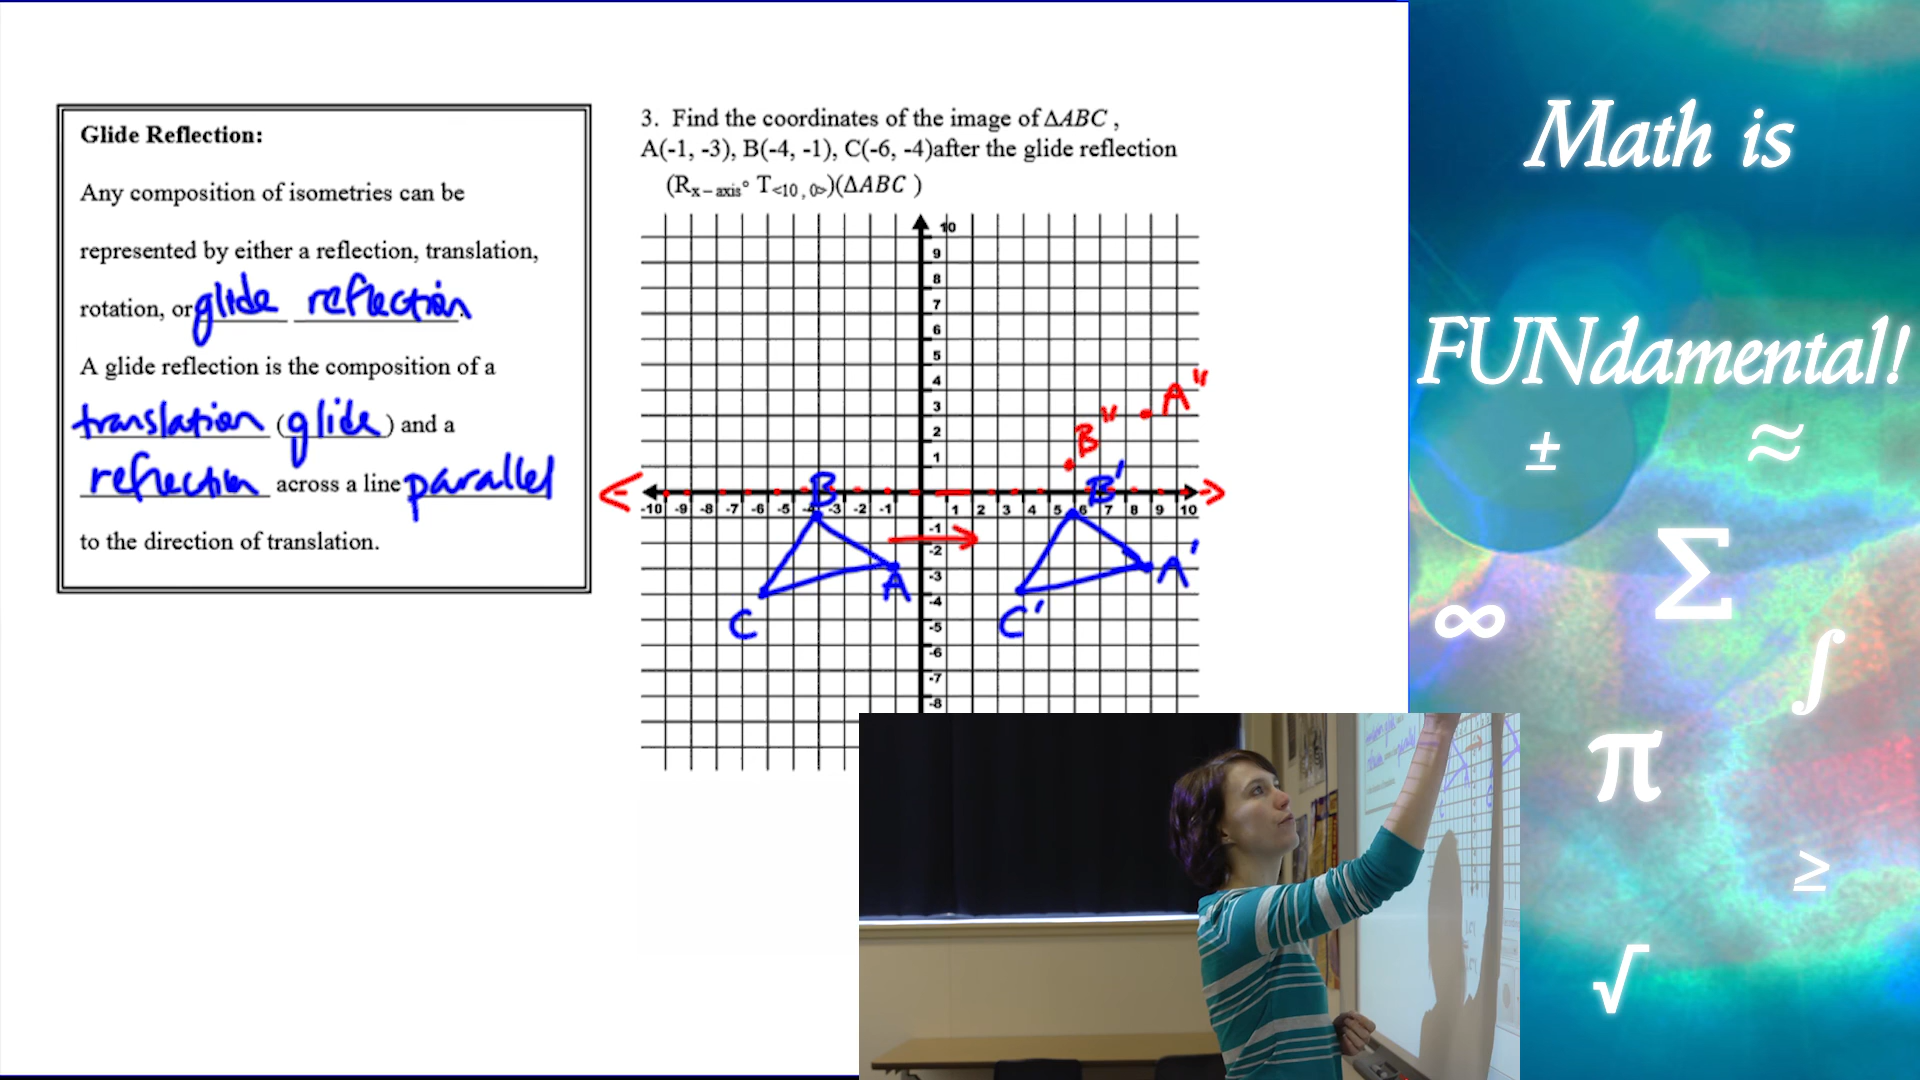 Glide Reflection:
Any composition of isometries can be
represented by either a reflection, translation,
rotation, or glide reflection.
A glide reflection is the composition of a
translation (glide) and a
reflection across a line parallel
to the direction of translation.
3. Find the coordinates of the image of ΔABC ,
A(-1, -3), B(-4, -1), C(-6, -4)after the glide reflection
(Rx-axis° T<10 , 0>)(ΔABC )
10
9
8
7
6
5
4
3
2
1
A"
B"
B
B'
-10 -9 -8 -7 -6 -5 -4 -3 -2 -1 1 2 3 4 5 6 7 8 9 10
-1
-2
-3
-4
-5
-6
-7
-8
A
A'
C
C'
Math is
FUNdamental!
± ≈
Σ
∞
∫
π
≥
√